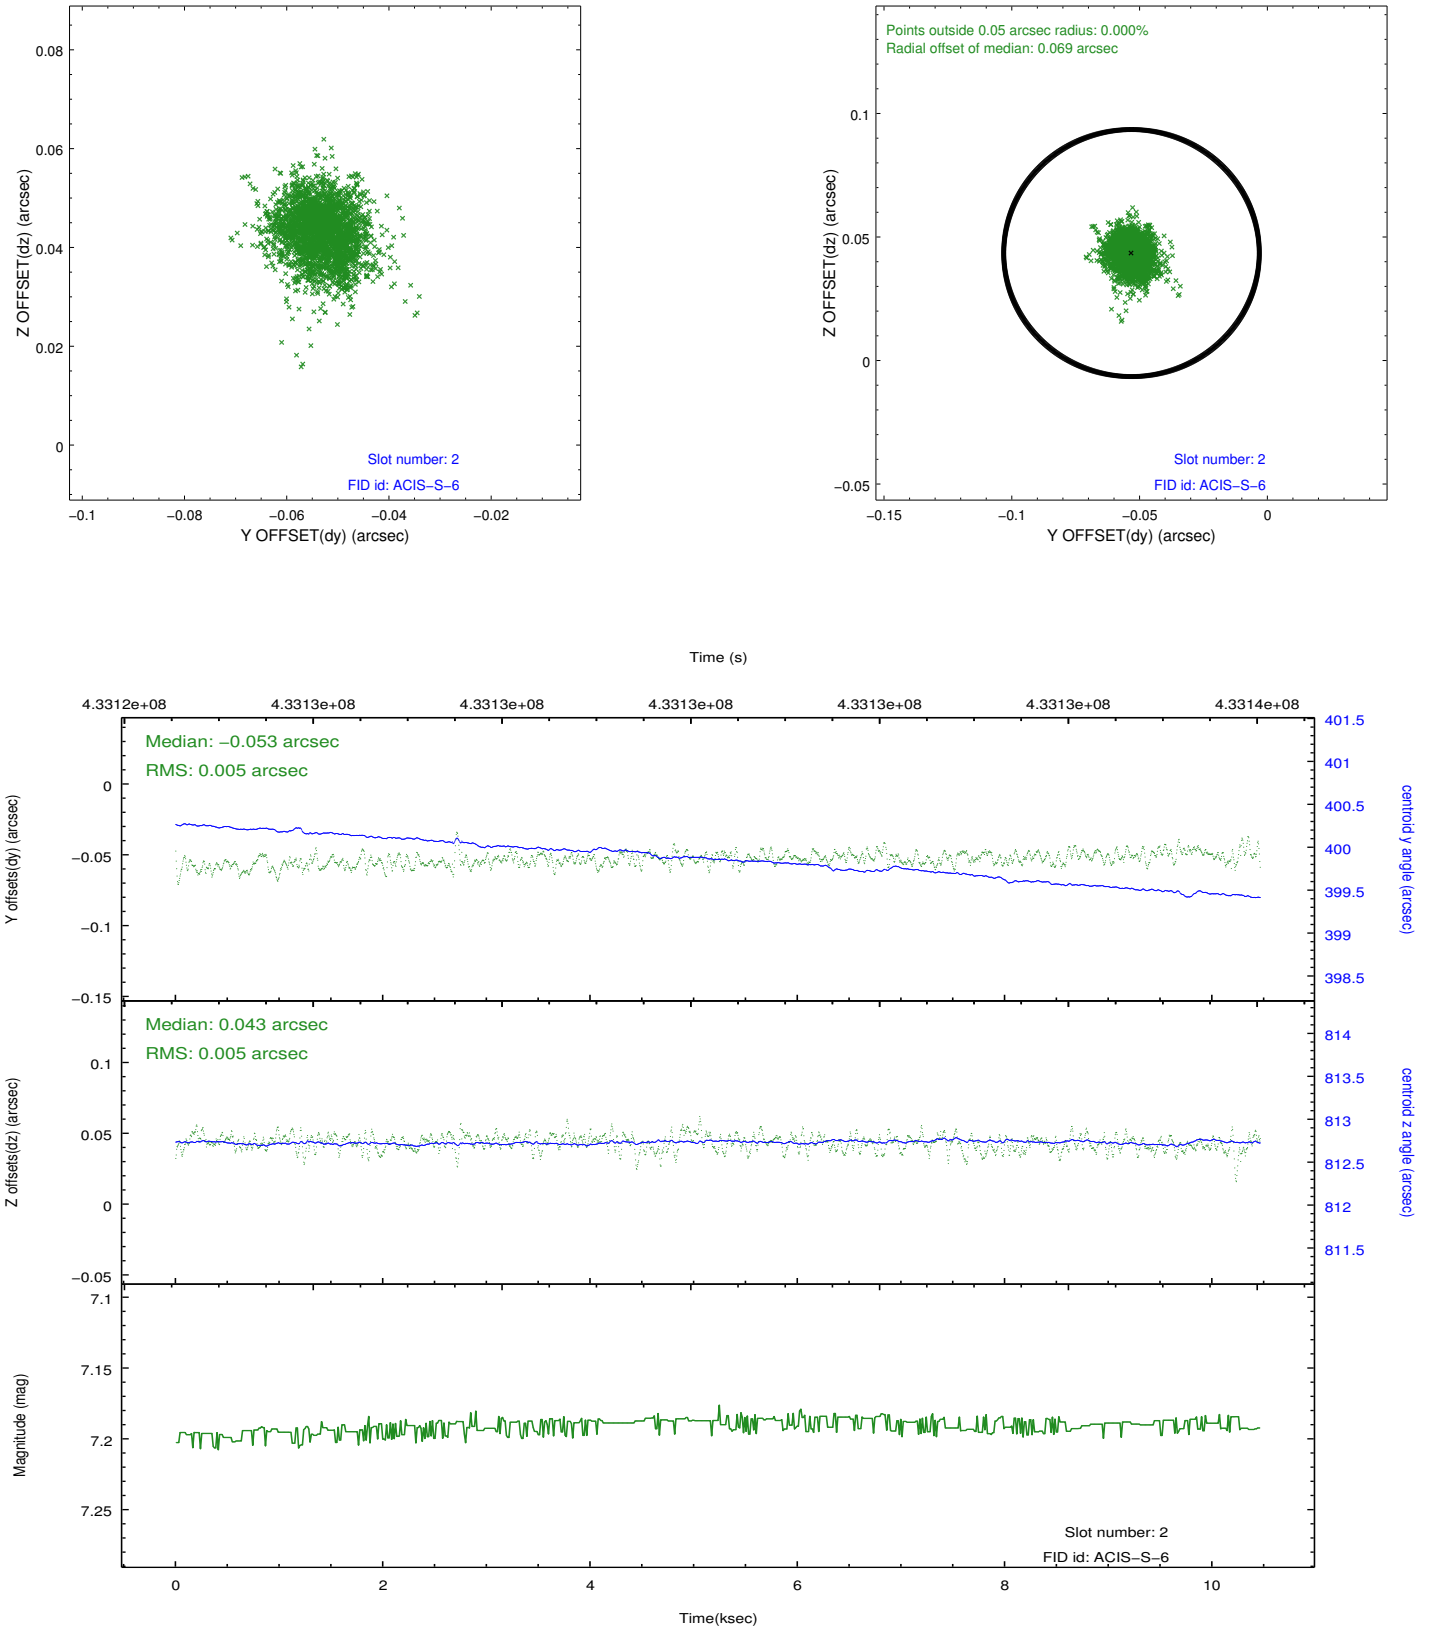 0.08
0.06
0.04
0.02
0
Z OFFSET(dz) (arcsec)
Slot number: 2
FID id: ACIS−S−6
−0.1
−0.08
−0.06
−0.04
−0.02
Y OFFSET(dy) (arcsec)
Points outside 0.05 arcsec radius: 0.000%
Radial offset of median: 0.069 arcsec
0.1
0.05
0
−0.05
Z OFFSET(dz) (arcsec)
Slot number: 2
FID id: ACIS−S−6
−0.15
−0.1
−0.05
0
Y OFFSET(dy) (arcsec)
Time (s)
4.3312e+08
4.3313e+08
4.3313e+08
4.3313e+08
4.3313e+08
4.3313e+08
4.3314e+08
Median: −0.053 arcsec
RMS: 0.005 arcsec
0
−0.05
−0.1
−0.15
Y offsets(dy) (arcsec)
401.5
401
400.5
400
399.5
399
398.5
centroid y angle (arcsec)
Median: 0.043 arcsec
RMS: 0.005 arcsec
0.1
0.05
0
−0.05
Z offsets(dz) (arcsec)
814
813.5
813
812.5
812
811.5
centroid z angle (arcsec)
7.1
7.15
7.2
7.25
Magnitude (mag)
Slot number: 2
FID id: ACIS−S−6
0
2
4
6
8
10
Time(ksec)